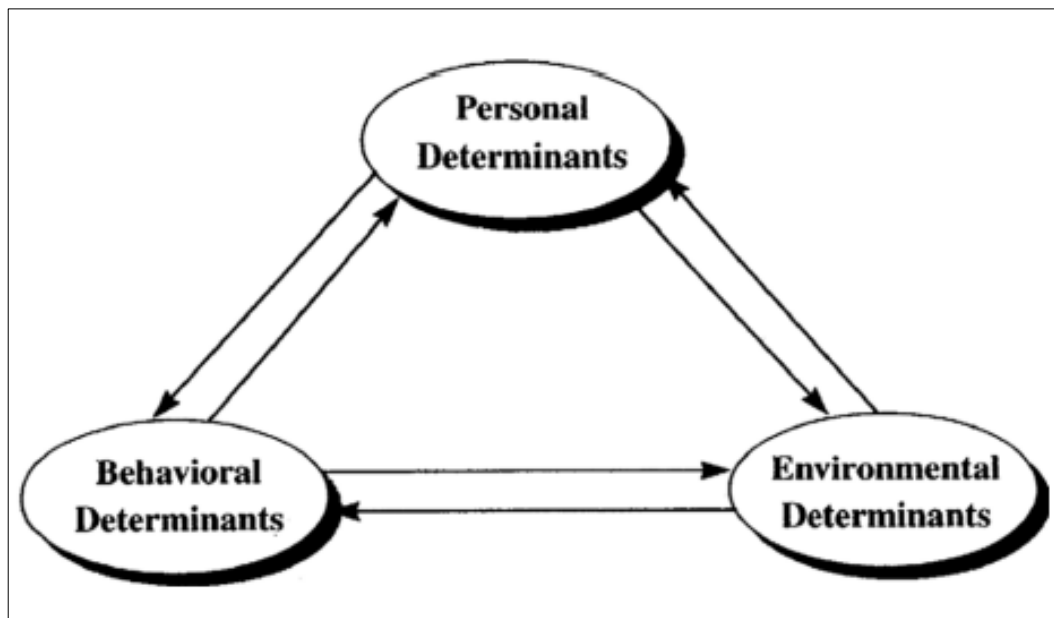 Personal
Determinants
Behavioral
Determinants
Environmental
Determinants